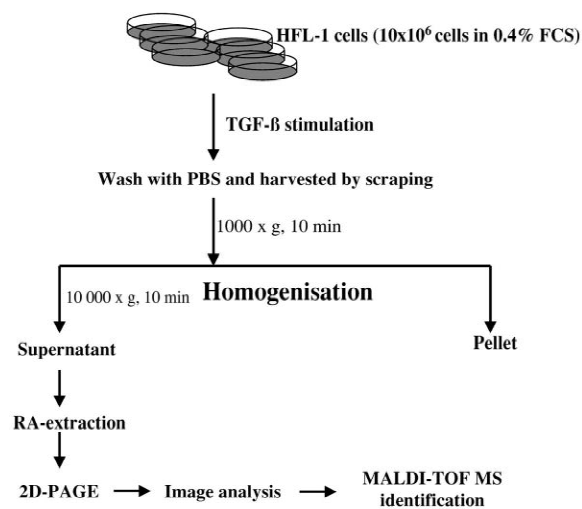 HFL-1 cells (10x10⁶ cells in 0.4% FCS)
TGF-ß stimulation
Wash with PBS and harvested by scraping
1000 x g, 10 min
10 000 x g, 10 min
Homogenisation
Supernatant
Pellet
RA-extraction
2D-PAGE
Image analysis
MALDI-TOF MS
identification